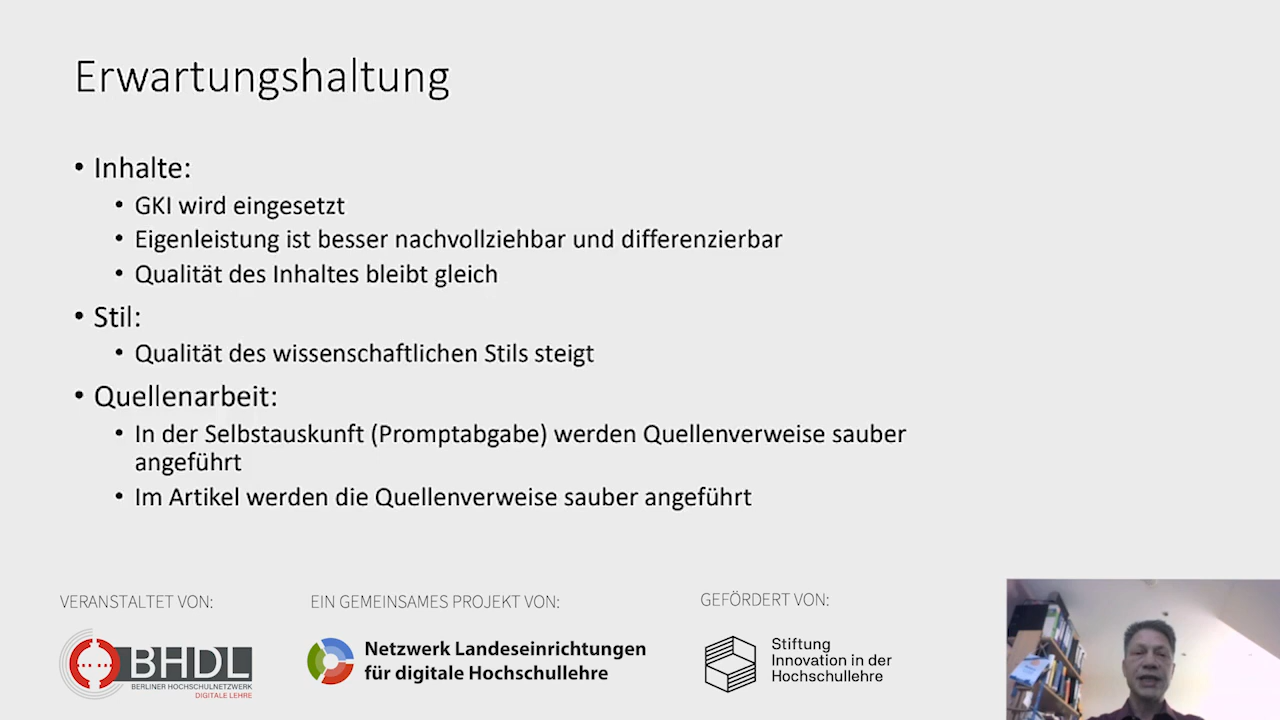 Erwartungshaltung
• Inhalte:
• GKI wird eingesetzt
• Eigenleistung ist besser nachvollziehbar und differenzierbar
• Qualität des Inhaltes bleibt gleich
• Stil:
• Qualität des wissenschaftlichen Stils steigt
• Quellenarbeit:
• In der Selbstauskunft (Promptabgabe) werden Quellenverweise sauber
angeführt
• Im Artikel werden die Quellenverweise sauber angeführt
VERANSTALTET VON:
BHDL
BERLINER HOCHSCHULNETZWERK
DIGITALE LEHRE
EIN GEMEINSAMES PROJEKT VON:
Netzwerk Landeseinrichtungen
für digitale Hochschullehre
GEFÖRDERT VON:
Stiftung
Innovation in der
Hochschullehre